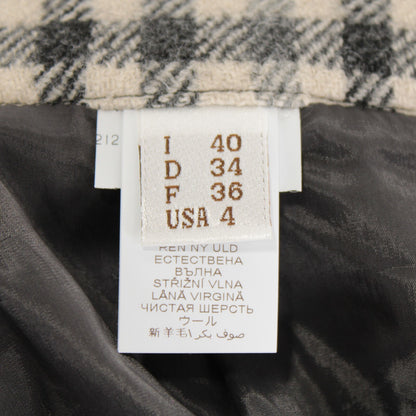 212
I 40
D 34
F 36
USA 4
REN NY ULD
ЕСТЕСТВЕНА
ВЪЛНА
STŘIŽNÍ VLNA
LÂNĂ VIRGINĂ
ЧИСТАЯ ШЕРСТЬ
ウール
新羊毛 / صوف بكر